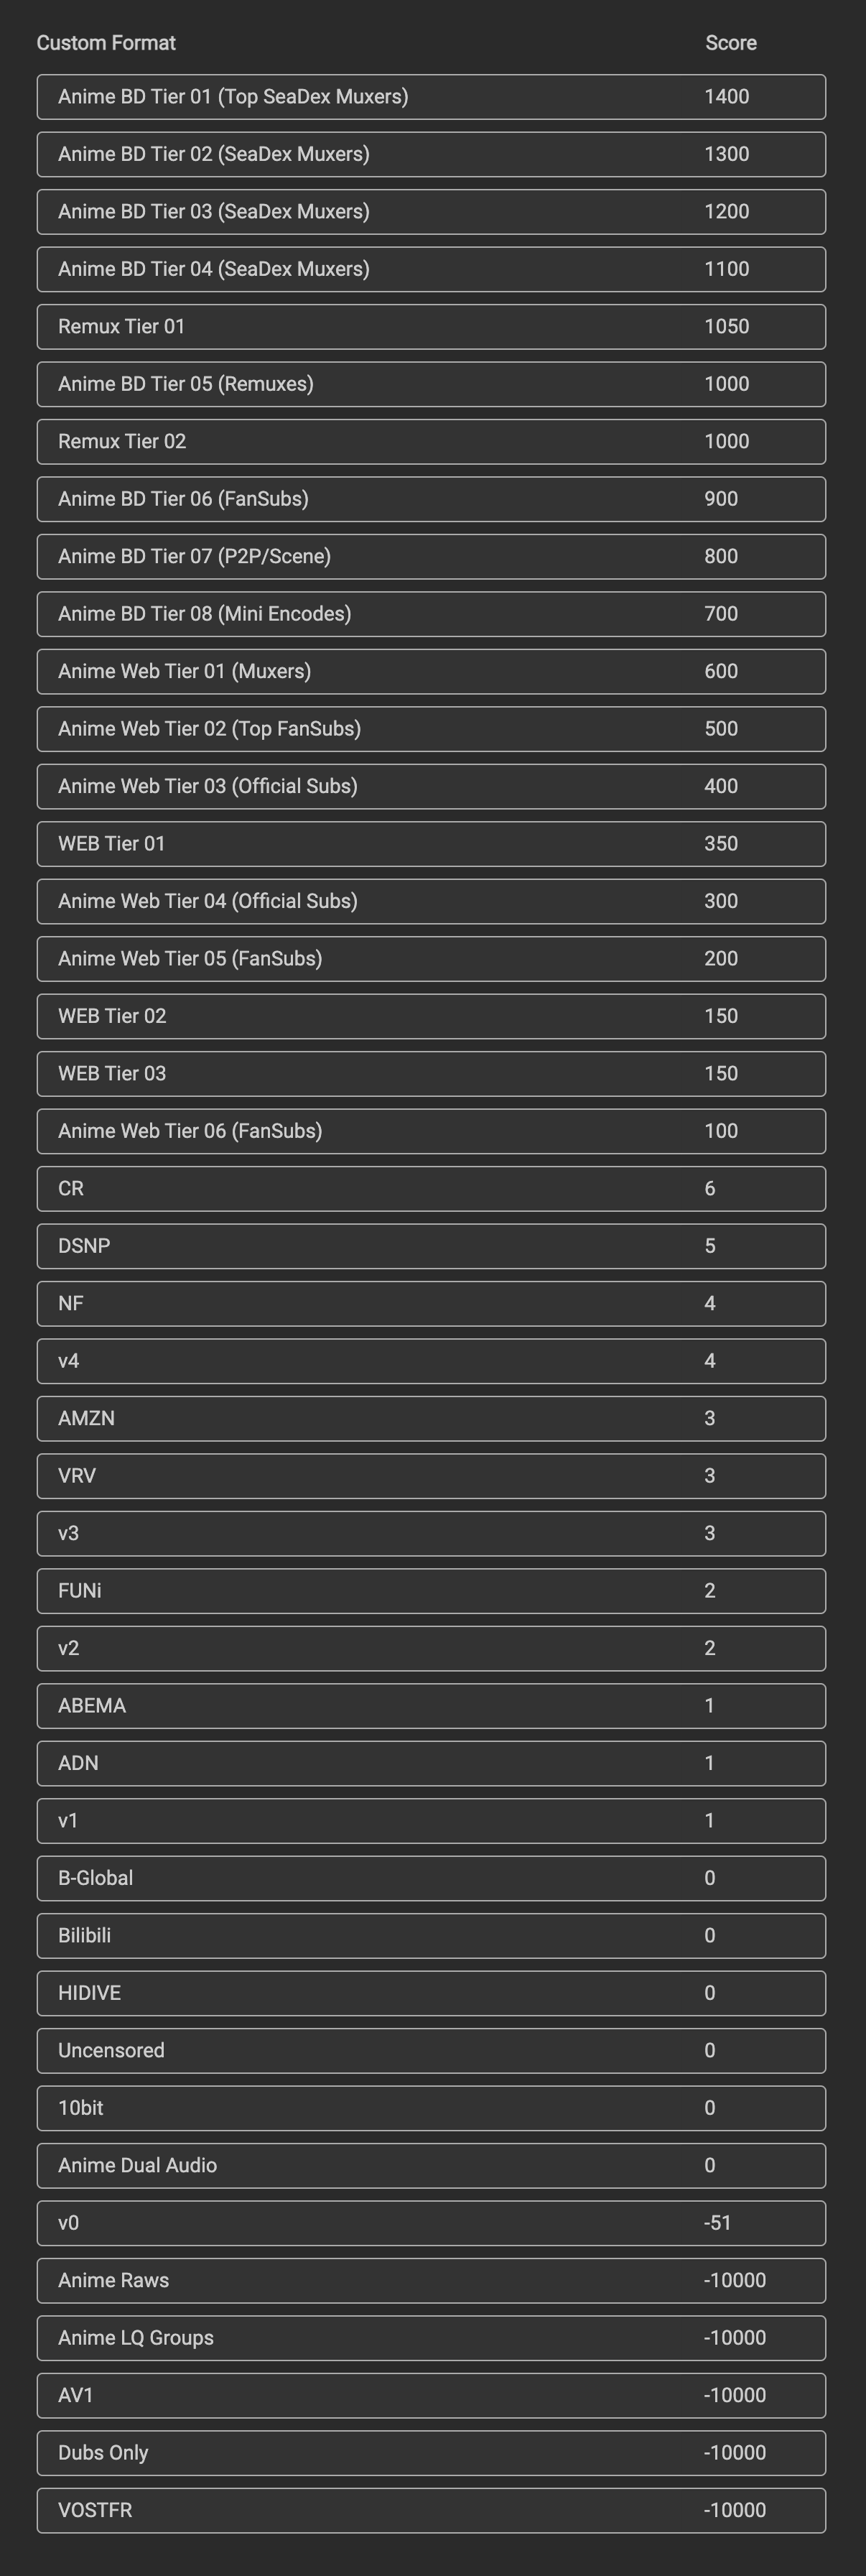 Custom Format Score
Anime BD Tier 01 (Top SeaDex Muxers) 1400
Anime BD Tier 02 (SeaDex Muxers) 1300
Anime BD Tier 03 (SeaDex Muxers) 1200
Anime BD Tier 04 (SeaDex Muxers) 1100
Remux Tier 01 1050
Anime BD Tier 05 (Remuxes) 1000
Remux Tier 02 1000
Anime BD Tier 06 (FanSubs) 900
Anime BD Tier 07 (P2P/Scene) 800
Anime BD Tier 08 (Mini Encodes) 700
Anime Web Tier 01 (Muxers) 600
Anime Web Tier 02 (Top FanSubs) 500
Anime Web Tier 03 (Official Subs) 400
WEB Tier 01 350
Anime Web Tier 04 (Official Subs) 300
Anime Web Tier 05 (FanSubs) 200
WEB Tier 02 150
WEB Tier 03 150
Anime Web Tier 06 (FanSubs) 100
CR 6
DSNP 5
NF 4
v4 4
AMZN 3
VRV 3
v3 3
FUNi 2
v2 2
ABEMA 1
ADN 1
v1 1
B-Global 0
Bilibili 0
HIDIVE 0
Uncensored 0
10bit 0
Anime Dual Audio 0
v0 -51
Anime Raws -10000
Anime LQ Groups -10000
AV1 -10000
Dubs Only -10000
VOSTFR -10000